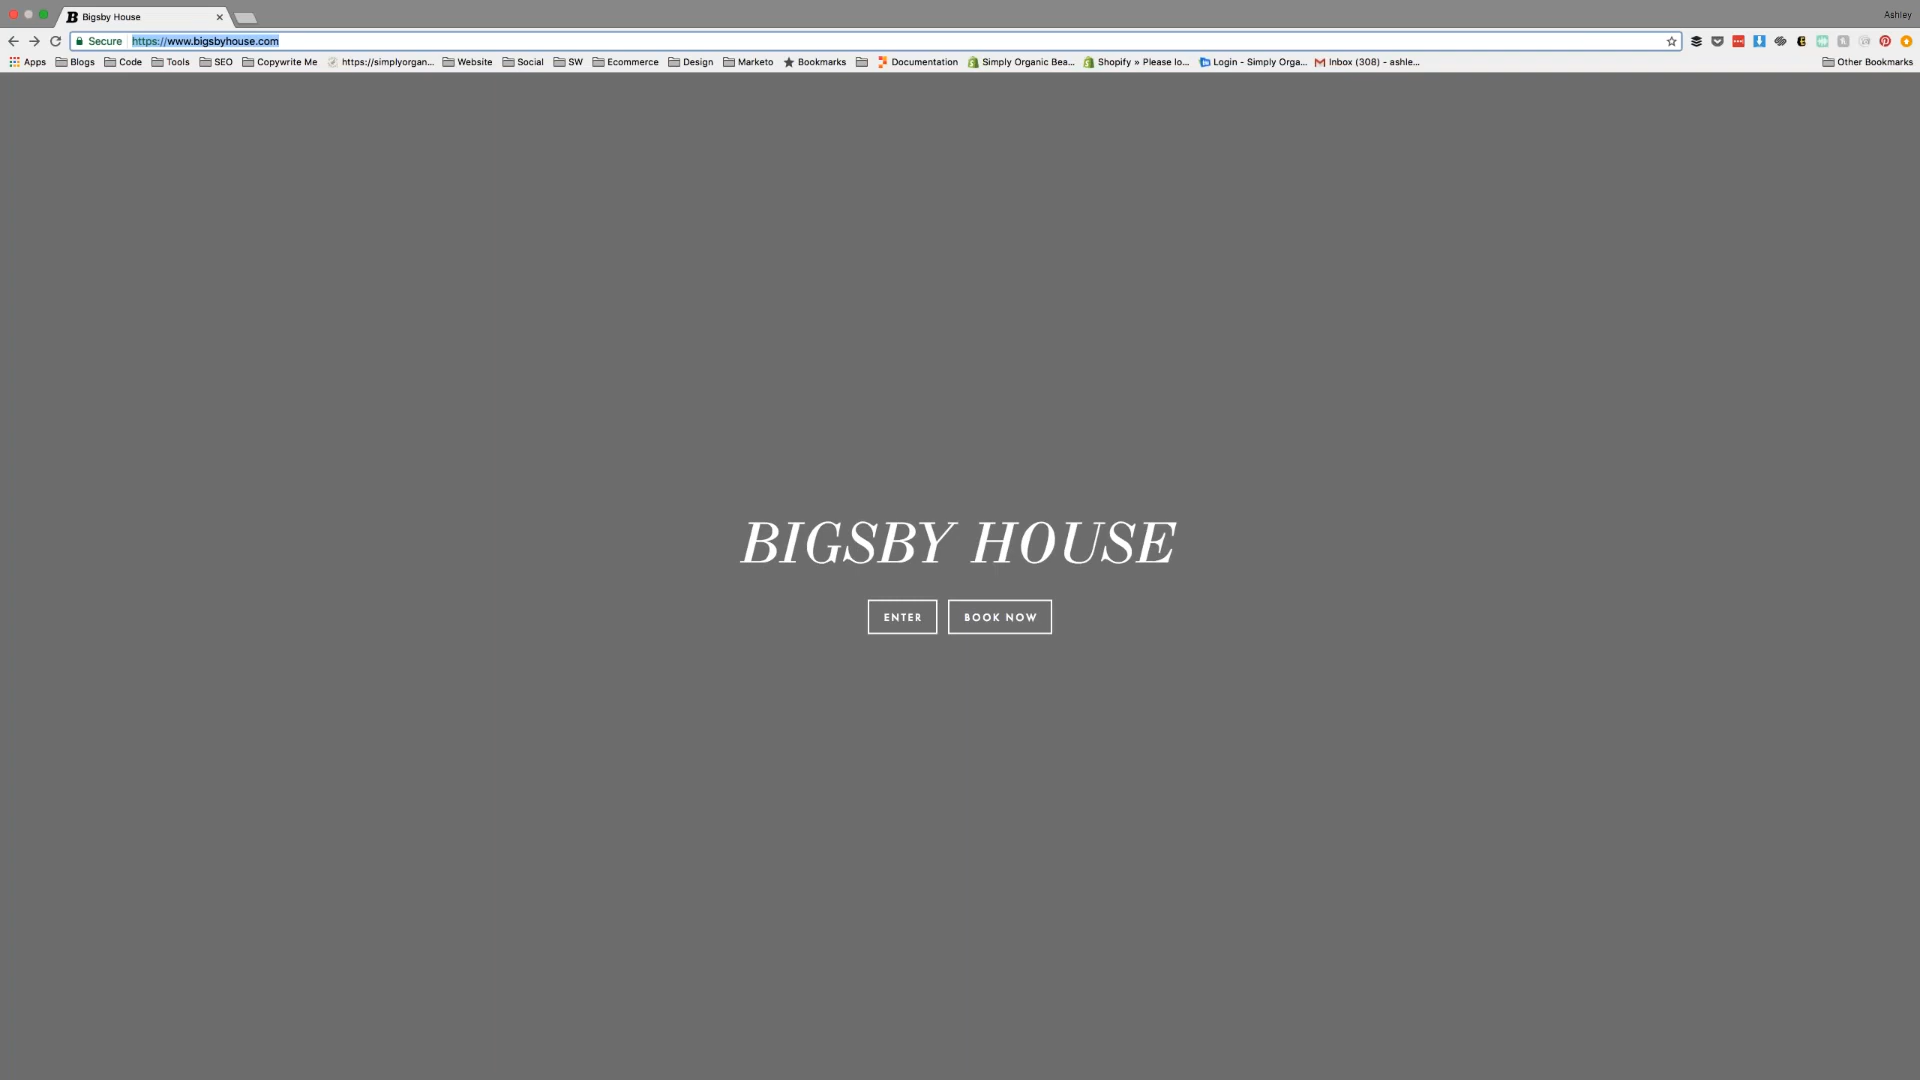 Bigsby House
Ashley
Secure https://www.bigsbyhouse.com
Apps Blogs Code Tools SEO Copywrite Me https://simplyorgan... Website Social SW Ecommerce Design Marketo Bookmarks Documentation Simply Organic Bea... Shopify » Please lo... Login - Simply Orga... Inbox (308) - ashle... Other Bookmarks
BIGSBY HOUSE
ENTER BOOK NOW